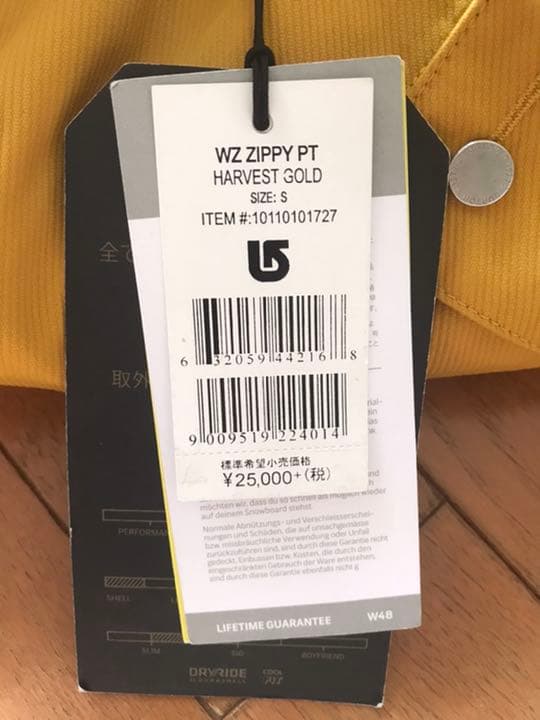 WZ ZIPPY PT
HARVEST GOLD
SIZE: S
ITEM #:10110101727
6 32059 44216 8
9 009519 224014
標準希望小売価格
¥25,000+(税)
möchten wir, dass du so schnell als möglich wieder
auf deinem Snowboard stehst.
Normale Abnützungs- und Verschleisserschei-
nungen und Schäden, die auf unsachgemässe
bzw. missbräuchliche Verwendung oder Unfall
zurückzuführen sind, sind durch diese Garantie nicht
gedeckt. Einbussen bzw. Kosten, die durch den
eingeschränkten Gebrauch der Ware entstehen,
sind durch diese Garantie ebenfalls nicht g
LIFETIME GUARANTEE W48
全て
取外
PERFORMAN
SHELL
SLIM
BOYFRIEND
DRYRIDE